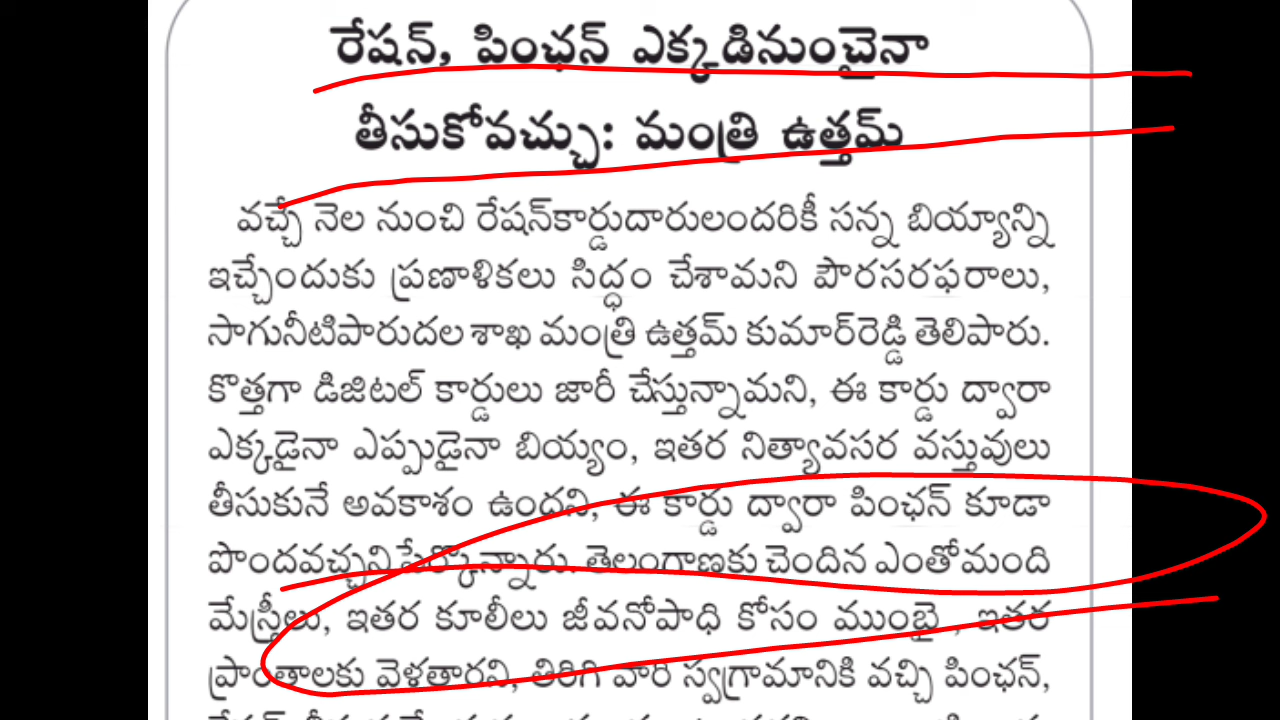 రేషన్, పింఛన్ ఎక్కడినుంచైనా
తీసుకోవచ్చు: మంత్రి ఉత్తమ్
వచ్చే నెల నుంచి రేషన్‌కార్డుదారులందరికీ సన్న బియ్యాన్ని
ఇచ్చేందుకు ప్రణాళికలు సిద్ధం చేశామని పౌరసరఫరాలు,
సాగునీటిపారుదల శాఖ మంత్రి ఉత్తమ్ కుమార్‌రెడ్డి తెలిపారు.
కొత్తగా డిజిటల్ కార్డులు జారీ చేస్తున్నామని, ఈ కార్డు ద్వారా
ఎక్కడైనా ఎప్పుడైనా బియ్యం, ఇతర నిత్యావసర వస్తువులు
తీసుకునే అవకాశం ఉందని, ఈ కార్డు ద్వారా పింఛన్ కూడా
పొందవచ్చని పేర్కొన్నారు. తెలంగాణకు చెందిన ఎంతోమంది
మేస్త్రీలు, ఇతర కూలీలు జీవనోపాధి కోసం ముంబై , ఇతర
ప్రాంతాలకు వెళతారని, తిరిగి వారి స్వగ్రామానికి వచ్చి పింఛన్,